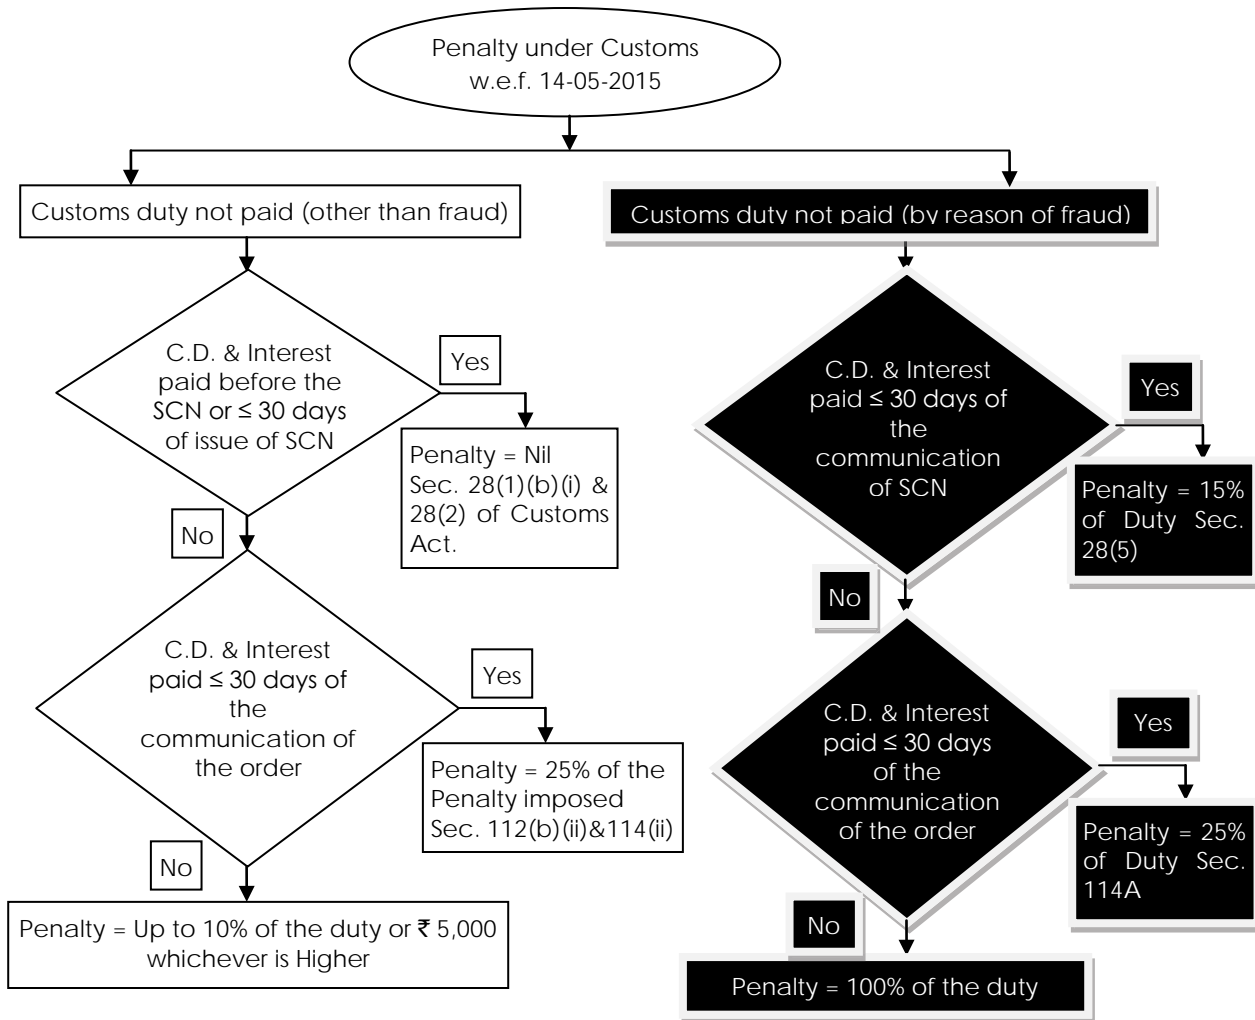 Penalty under Customs
w.e.f. 14-05-2015
Customs duty not paid (other than fraud)
C.D. & Interest
paid before the
SCN or ≤ 30 days
of issue of SCN
Yes
Penalty = Nil
Sec. 28(1)(b)(i) &
28(2) of Customs
Act.
No
C.D. & Interest
paid ≤ 30 days of
the
communication of
the order
Yes
Penalty = 25% of the
Penalty imposed
Sec. 112(b)(ii)&114(ii)
No
Penalty = Up to 10% of the duty or ₹ 5,000
whichever is Higher
Customs duty not paid (by reason of fraud)
C.D. & Interest
paid ≤ 30 days of
the
communication
of SCN
Yes
Penalty = 15%
of Duty Sec.
28(5)
No
C.D. & Interest
paid ≤ 30 days
of the
communication
of the order
Yes
Penalty = 25%
of Duty Sec.
114A
No
Penalty = 100% of the duty